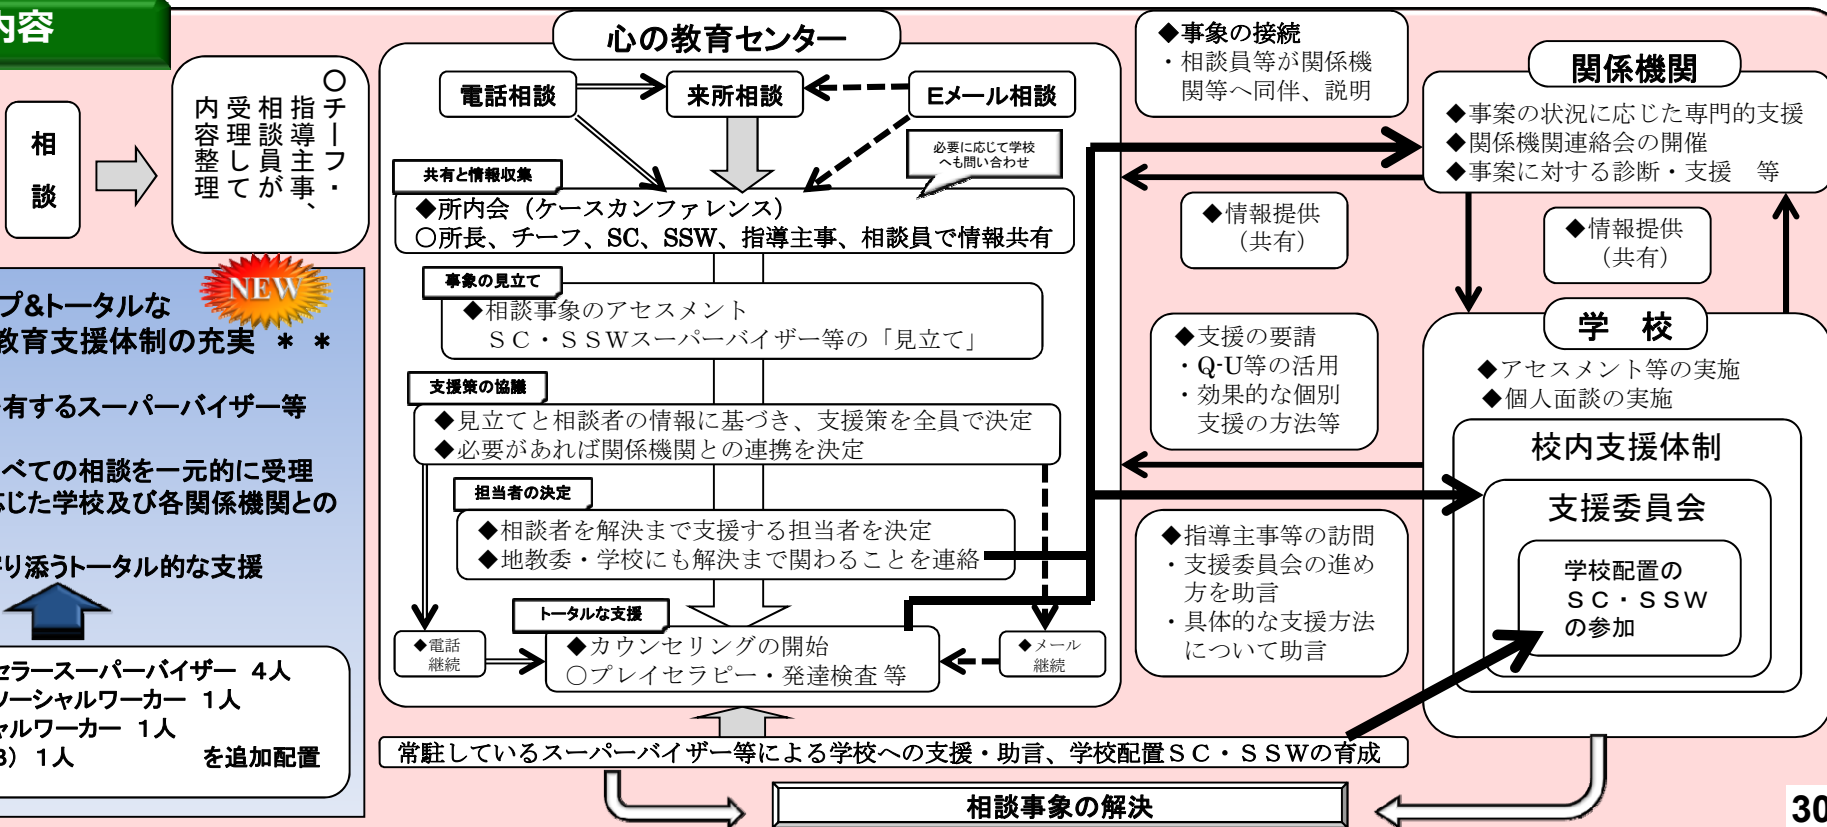 内容
相
談
○チーフ・
指導主事、
相談員が
受理して
内容整理
NEW
プ&トータルな
教育支援体制の充実 ＊ ＊
有するスーパーバイザー等
べての相談を一元的に受理
じた学校及び各関係機関との
り添うトータル的な支援
セラースーパーバイザー 4人
ソーシャルワーカー 1人
ャルワーカー 1人
) 1人 を追加配置
心の教育センター
電話相談
来所相談
Eメール相談
必要に応じて学校
へも問い合わせ
共有と情報収集
◆所内会（ケースカンファレンス）
○所長、チーフ、SC、SSW、指導主事、相談員で情報共有
事象の見立て
◆相談事象のアセスメント
ＳＣ・ＳＳＷスーパーバイザー等の「見立て」
支援策の協議
◆見立てと相談者の情報に基づき、支援策を全員で決定
◆必要があれば関係機関との連携を決定
担当者の決定
◆相談者を解決まで支援する担当者を決定
◆地教委・学校にも解決まで関わることを連絡
トータルな支援
◆電話
継続
◆カウンセリングの開始
○プレイセラピー・発達検査 等
◆メール
継続
常駐しているスーパーバイザー等による学校への支援・助言、学校配置ＳＣ・ＳＳＷの育成
相談事象の解決
◆事象の接続
・相談員等が関係機
関等へ同伴、説明
◆情報提供
（共有）
◆支援の要請
・Q-U等の活用
・効果的な個別
支援の方法等
◆指導主事等の訪問
・支援委員会の進め
方を助言
・具体的な支援方法
について助言
関係機関
◆事案の状況に応じた専門的支援
◆関係機関連絡会の開催
◆事案に対する診断・支援　等
◆情報提供
（共有）
学　校
◆アセスメント等の実施
◆個人面談の実施
校内支援体制
支援委員会
学校配置の
ＳＣ・ＳＳＷ
の参加
30